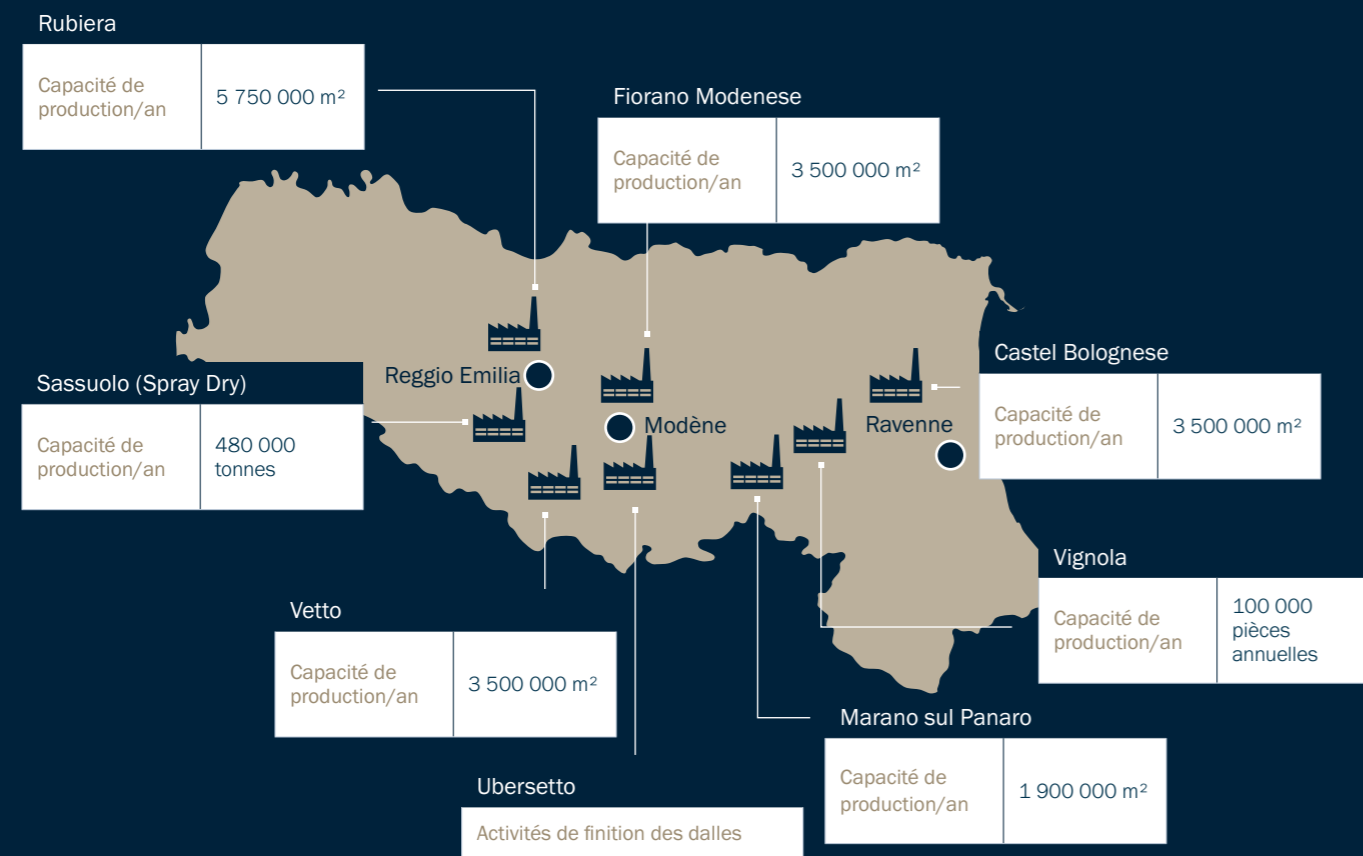 Rubiera
Capacité de
production/an
5 750 000 m²
Fiorano Modenese
Capacité de
production/an
3 500 000 m²
Reggio Emilia
Modène
Ravenne
Castel Bolognese
Capacité de
production/an
3 500 000 m²
Sassuolo (Spray Dry)
Capacité de
production/an
480 000
tonnes
Vignola
Capacité de
production/an
100 000
pièces
annuelles
Vetto
Capacité de
production/an
3 500 000 m²
Marano sul Panaro
Capacité de
production/an
1 900 000 m²
Ubersetto
Activités de finition des dalles